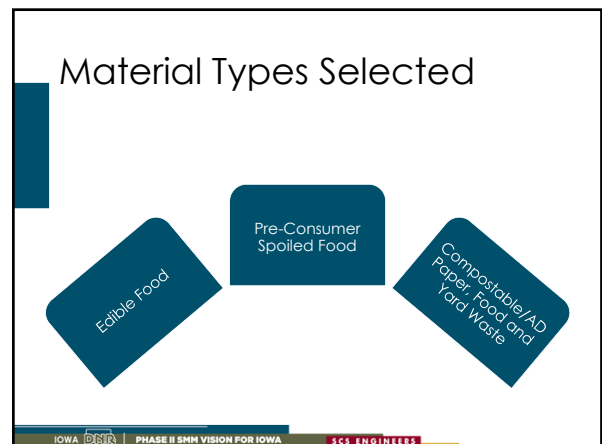 Material Types Selected
Edible Food
Pre-Consumer
Spoiled Food
Compostable/AD
Paper, Food and
Yard Waste
IOWA DNR PHASE II SMM VISION FOR IOWA SCS ENGINEERS